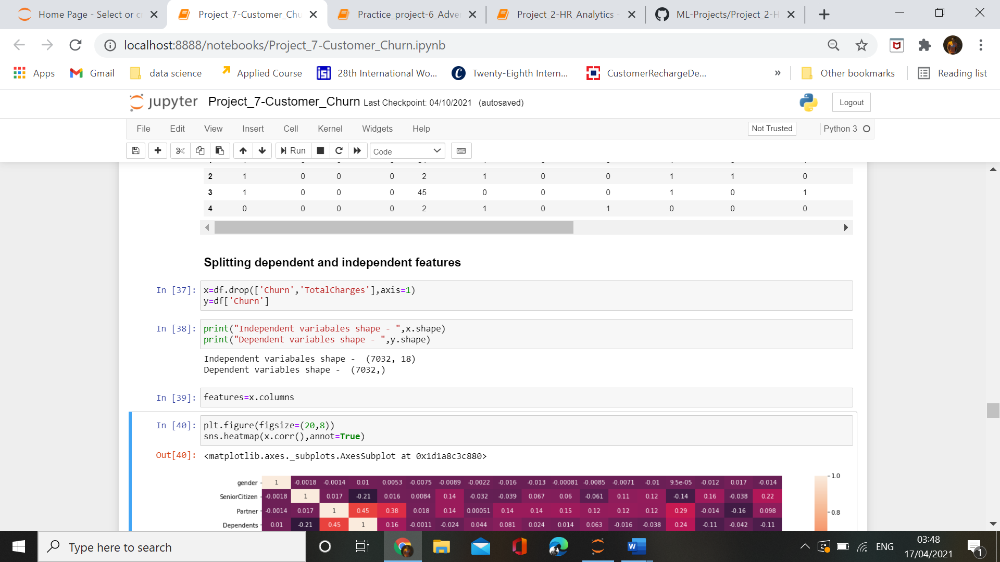 Home Page - Select or c
Project_7-Customer_Chu
Practice_project-6_Adve
Project_2-HR_Analytics -
ML-Projects/Project_2-H
localhost:8888/notebooks/Project_7-Customer_Churn.ipynb
Apps
Gmail
data science
Applied Course
28th International Wo...
Twenty-Eighth Intern...
CustomerRechargeDe...
»
Other bookmarks
Reading list
jupyter
Project_7-Customer_Churn Last Checkpoint: 04/10/2021 (autosaved)
Logout
File Edit View Insert Cell Kernel Widgets Help
Not Trusted
Python 3
Run
Code
2 1 0 0 0 2 1 0 0 1 1 0
3 1 0 0 0 45 0 0 0 1 0 1
4 0 0 0 0 2 1 0 1 0 0 0
Splitting dependent and independent features
In [37]: x=df.drop(['Churn','TotalCharges'],axis=1)
y=df['Churn']
In [38]: print("Independent variabales shape - ",x.shape)
print("Dependent variables shape - ",y.shape)
Independent variabales shape -  (7032, 18)
Dependent variables shape -  (7032,)
In [39]: features=x.columns
In [40]: plt.figure(figsize=(20,8))
sns.heatmap(x.corr(),annot=True)
Out[40]: <matplotlib.axes._subplots.AxesSubplot at 0x1d1a8c3c880>
gender 1 -0.0018 -0.0014 0.01 0.0053 -0.0075 -0.0089 -0.0022 -0.016 -0.013 -0.00081 -0.0085 -0.0071 -0.01 9.5e-05 -0.012 0.017 -0.014
SeniorCitizen -0.0018 1 0.017 -0.21 0.016 0.0084 0.14 -0.032 -0.039 0.067 0.06 -0.061 0.11 0.12 -0.14 0.16 -0.038 0.22
Partner -0.0014 0.017 1 0.45 0.38 0.018 0.14 0.00051 0.14 0.14 0.15 0.12 0.12 0.12 0.29 -0.014 -0.16 0.098
Dependents 0.01 -0.21 0.45 1 0.16 -0.0011 -0.024 0.044 0.081 0.024 0.014 0.063 -0.016 -0.038 0.24 -0.11 -0.042 -0.11
1.0
0.8
Type here to search
ENG
03:48
17/04/2021
1